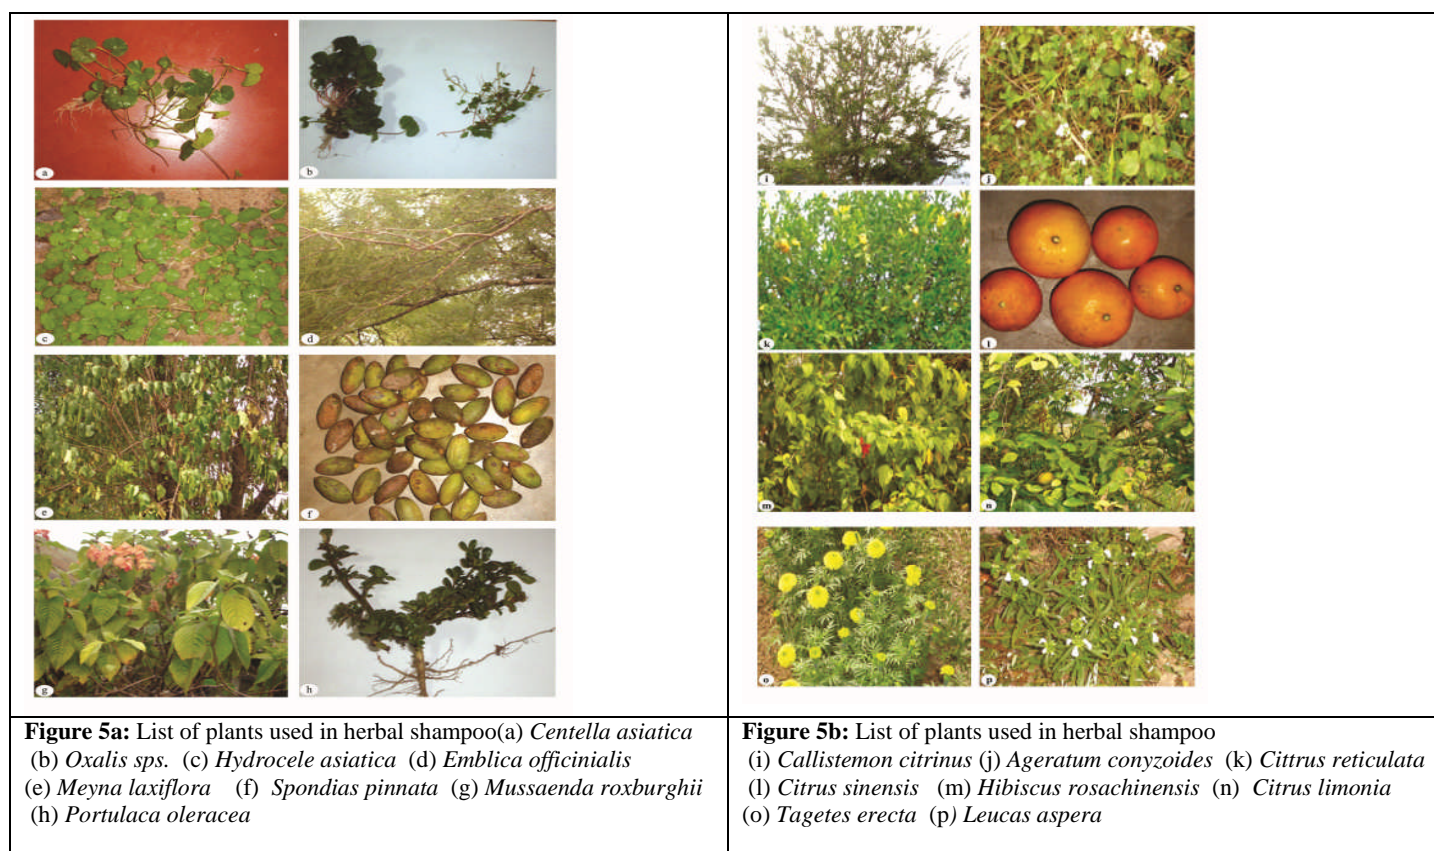 a
b
c
d
e
f
g
h
i
j
k
l
m
n
o
p
Figure 5a: List of plants used in herbal shampoo(a) Centella asiatica
(b) Oxalis sps. (c) Hydrocele asiatica (d) Emblica officinialis
(e) Meyna laxiflora (f) Spondias pinnata (g) Mussaenda roxburghii
(h) Portulaca oleracea
Figure 5b: List of plants used in herbal shampoo
(i) Callistemon citrinus (j) Ageratum conyzoides (k) Cittrus reticulata
(l) Citrus sinensis (m) Hibiscus rosachinensis (n) Citrus limonia
(o) Tagetes erecta (p) Leucas aspera